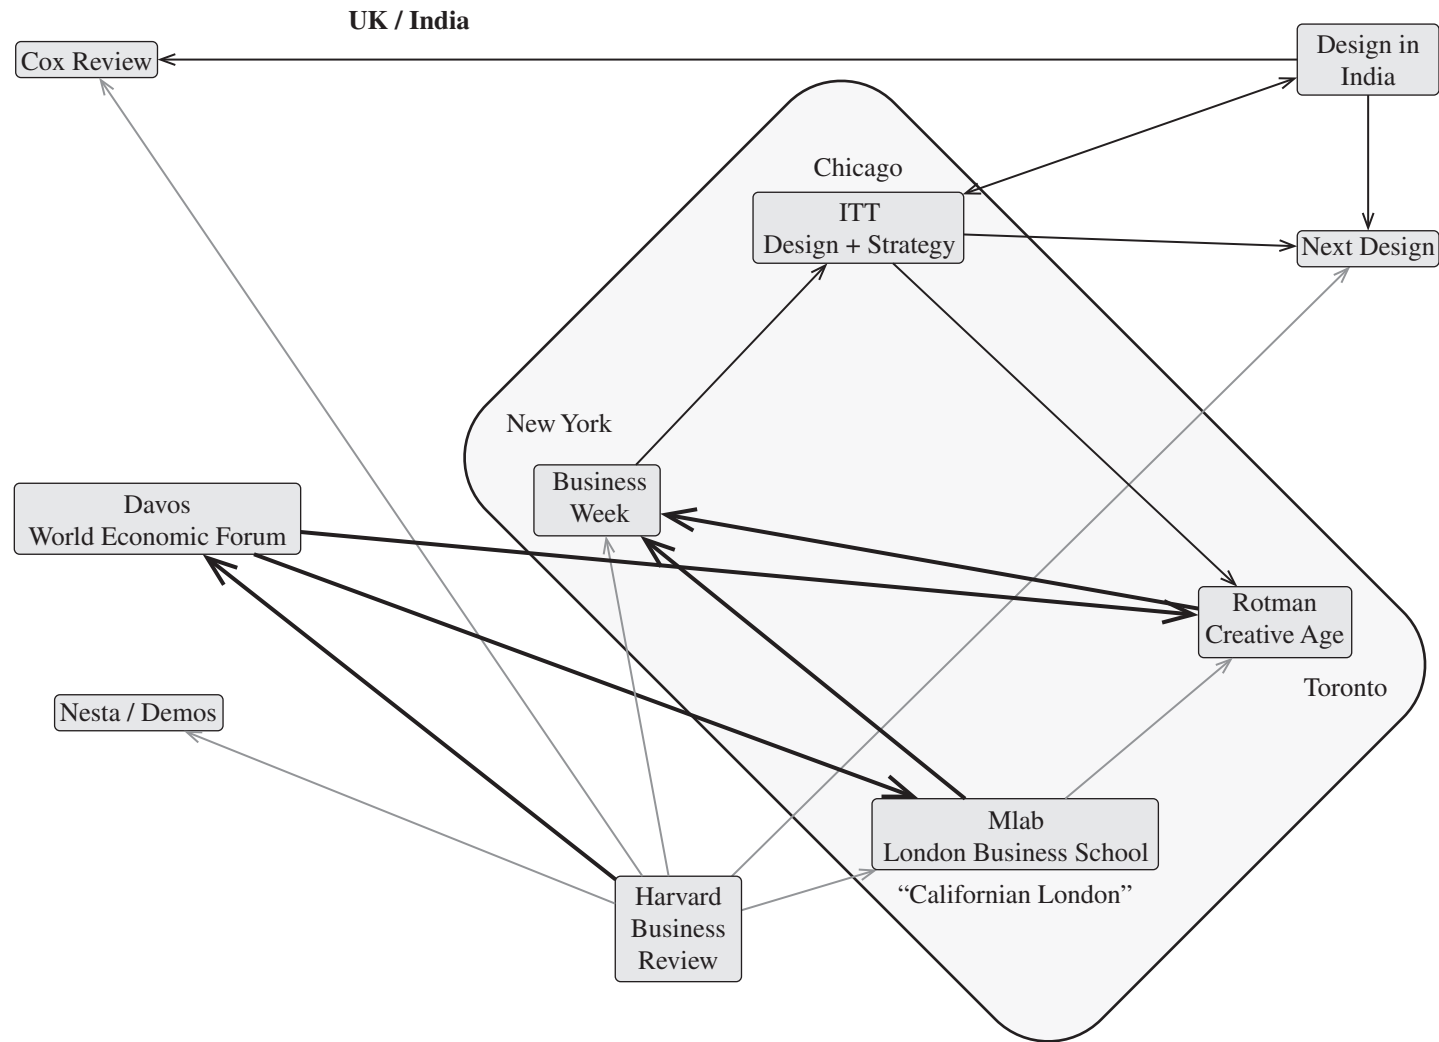 UK / India
Cox Review
Design in
India
Chicago
ITT
Design + Strategy
Next Design
New York
Business
Week
Davos
World Economic Forum
Rotman
Creative Age
Toronto
Nesta / Demos
Mlab
London Business School
“Californian London”
Harvard
Business
Review